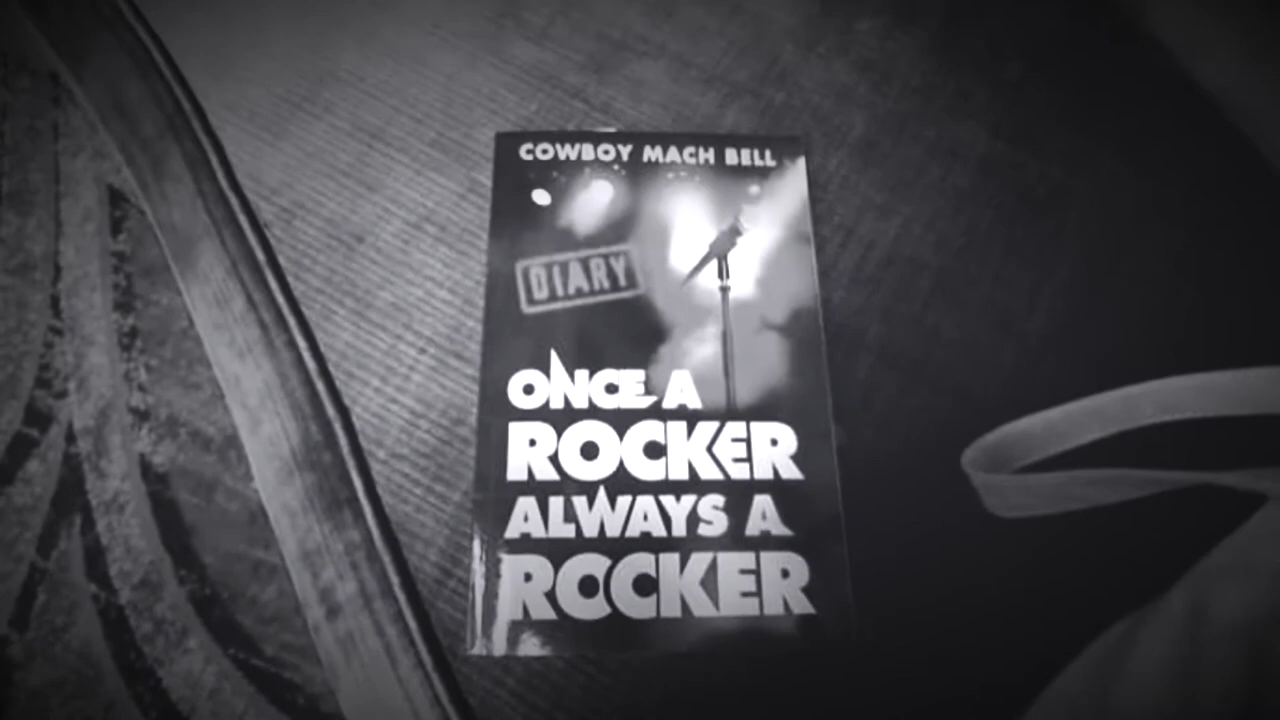 COWBOY MACH BELL
DIARY
ONCE A
ROCKER
ALWAYS A
ROCKER